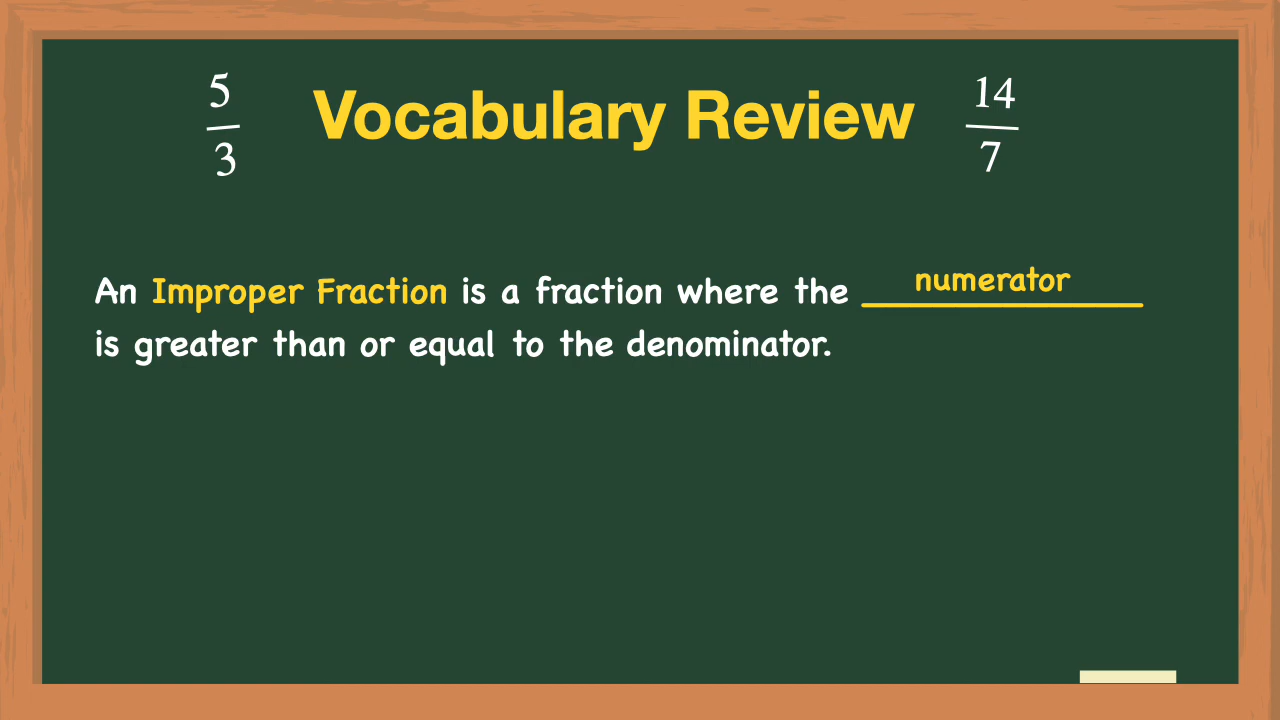 5/3 Vocabulary Review 14/7
An Improper Fraction is a fraction where the numerator
is greater than or equal to the denominator.